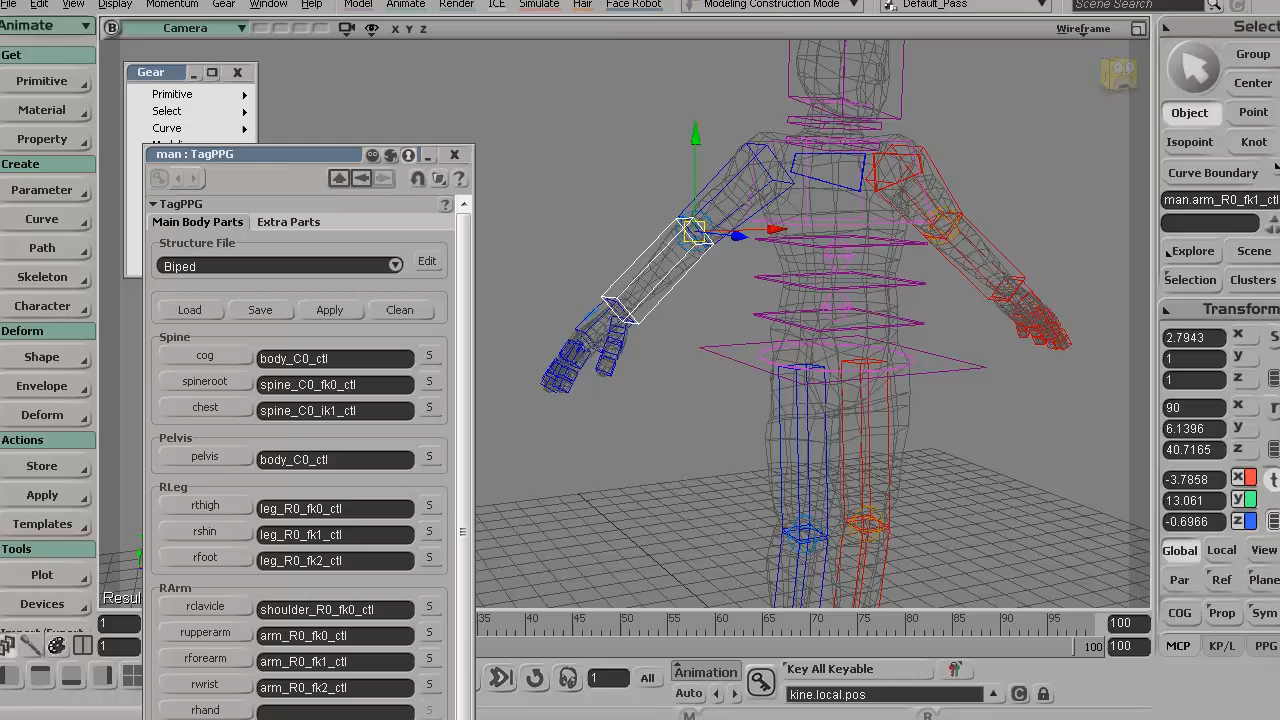 File Edit View Display Momentum Gear Window Help Model Animate Render ICE Simulate Hair Face Robot Modeling Construction Mode Default_Pass Scene Search
Animate B Camera X Y Z Wireframe Select
Get
Primitive
Material
Property
Create
Parameter
Curve
Path
Skeleton
Character
Deform
Shape
Envelope
Deform
Actions
Store
Apply
Templates
Tools
Plot
Devices
Gear
Primitive
Select
Curve
man : TagPPG
TagPPG
Main Body Parts Extra Parts
Structure File
Biped Edit
Load Save Apply Clean
Spine
cog body_C0_ctl S
spineroot spine_C0_fk0_ctl S
chest spine_C0_ik1_ctl S
Pelvis
pelvis body_C0_ctl S
RLeg
rthigh leg_R0_fk0_ctl S
rshin leg_R0_fk1_ctl S
rfoot leg_R0_fk2_ctl S
RArm
rclavicle shoulder_R0_fk0_ctl S
rupperarm arm_R0_fk0_ctl S
rforearm arm_R0_fk1_ctl S
rwrist arm_R0_fk2_ctl S
rhand S
Resu
1
1
35 40 45 50 55 60 65 70 75 80 85 90 95 100
100 100
1 All Animation Key All Keyable
Auto kine.local.pos C
M R
Group
Center
Object Point
Isopoint Knot
Curve Boundary
man.arm_R0_fk1_ctl
Explore Scene
Selection Clusters
Transform
2.7943 x S
1 y
1 z
90 x r
6.1396 y
40.7165 z
-3.7858 x t
13.061 y
-0.6966 z
Global Local View
Par Ref Plane
COG Prop Sym
MCP KP/L PPG